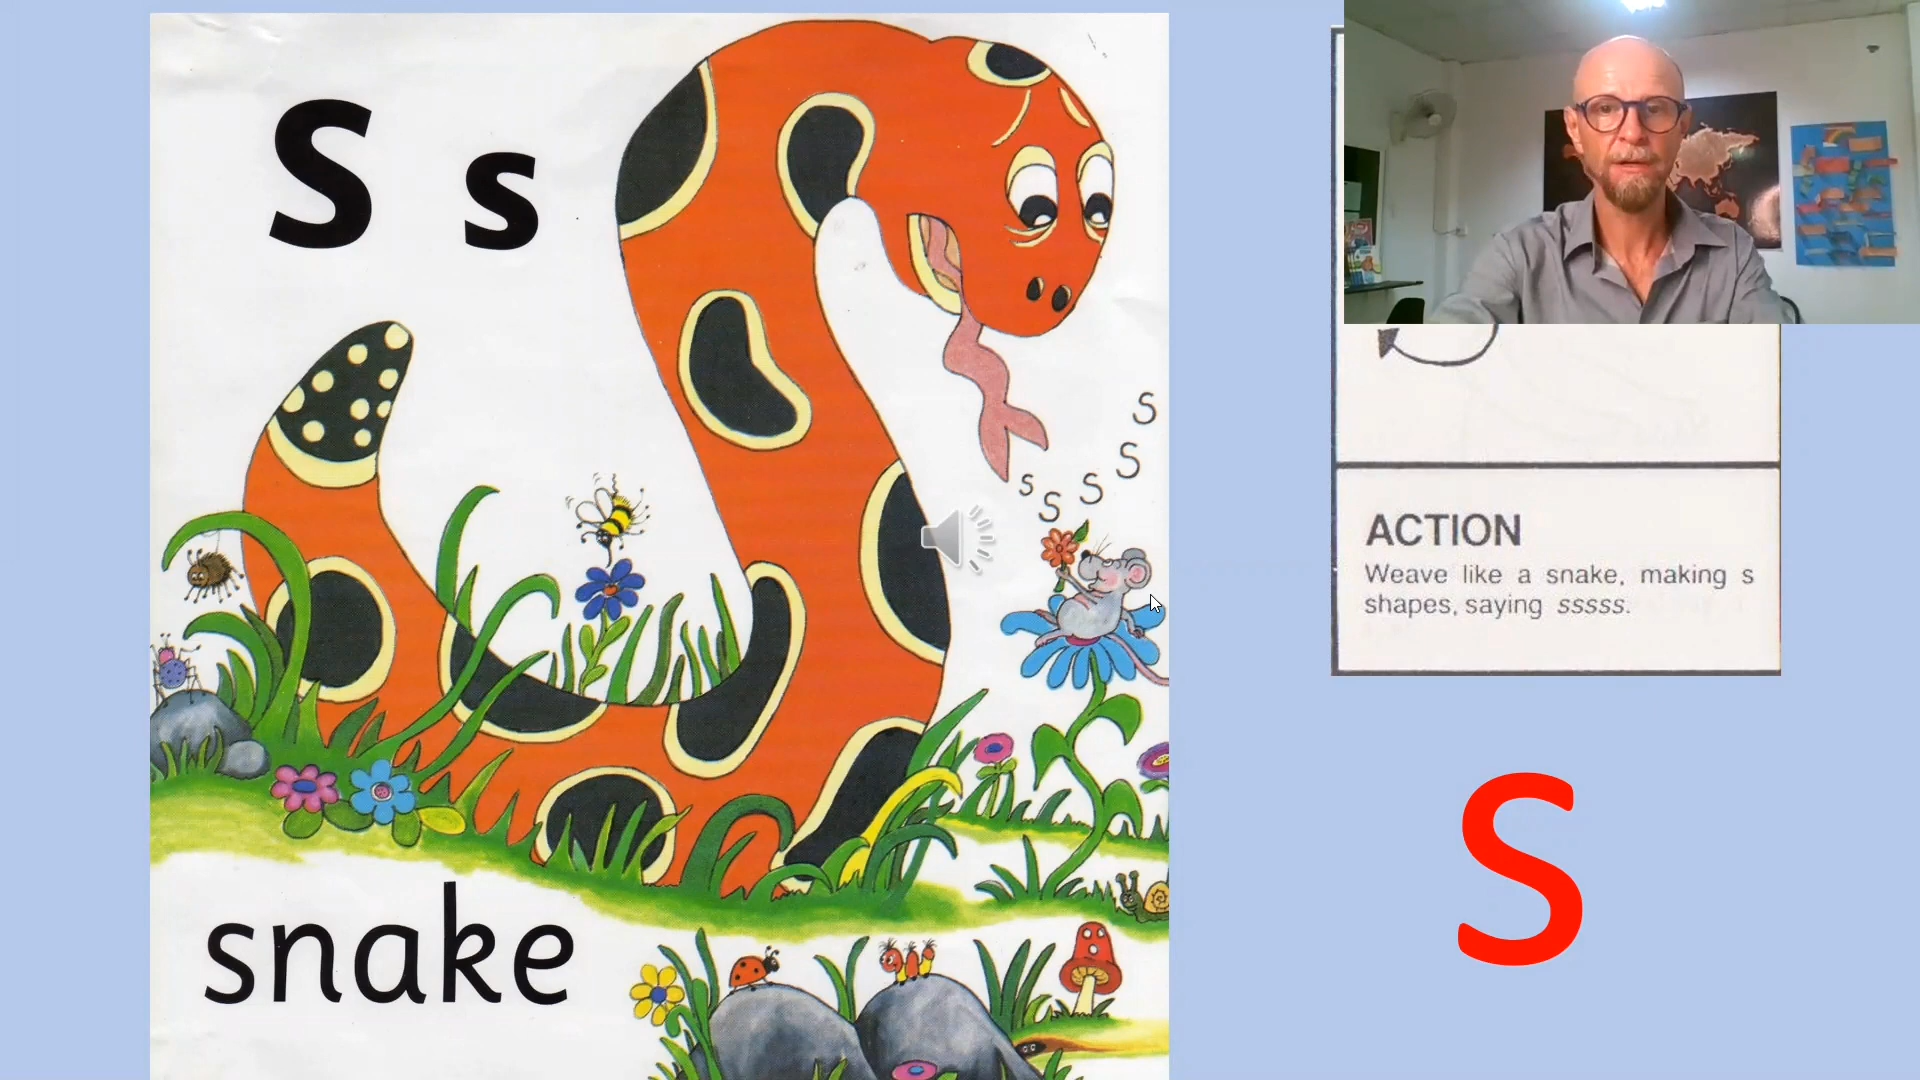 S s
s
s
s s s s
snake
ACTION
Weave like a snake, making s
shapes, saying sssss.
S